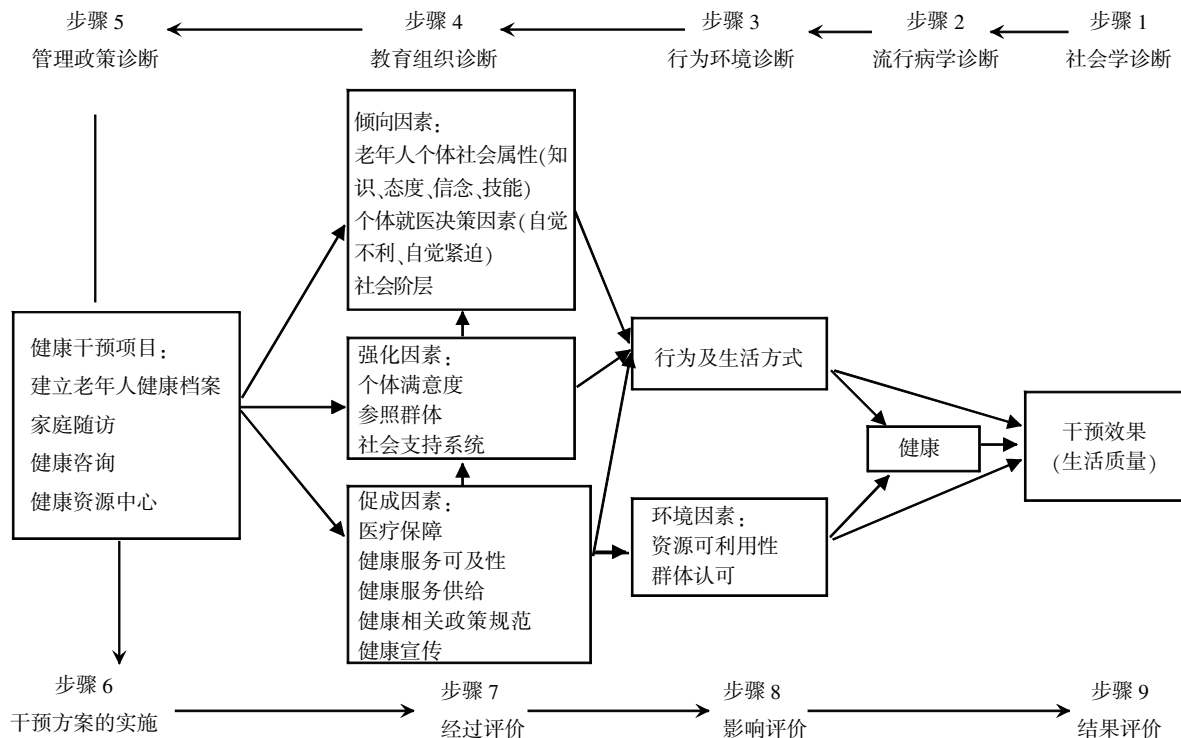 步骤 5
管理政策诊断
步骤 4
教育组织诊断
步骤 3
行为环境诊断
步骤 2
流行病学诊断
步骤 1
社会学诊断
倾向因素：
老年人个体社会属性(知
识、态度、信念、技能)
个体就医决策因素(自觉
不利、自觉紧迫)
社会阶层
健康干预项目：
建立老年人健康档案
家庭随访
健康咨询
健康资源中心
强化因素：
个体满意度
参照群体
社会支持系统
促成因素：
医疗保障
健康服务可及性
健康服务供给
健康相关政策规范
健康宣传
行为及生活方式
环境因素：
资源可利用性
群体认可
健康
干预效果
(生活质量)
步骤 6
干预方案的实施
步骤 7
经过评价
步骤 8
影响评价
步骤 9
结果评价